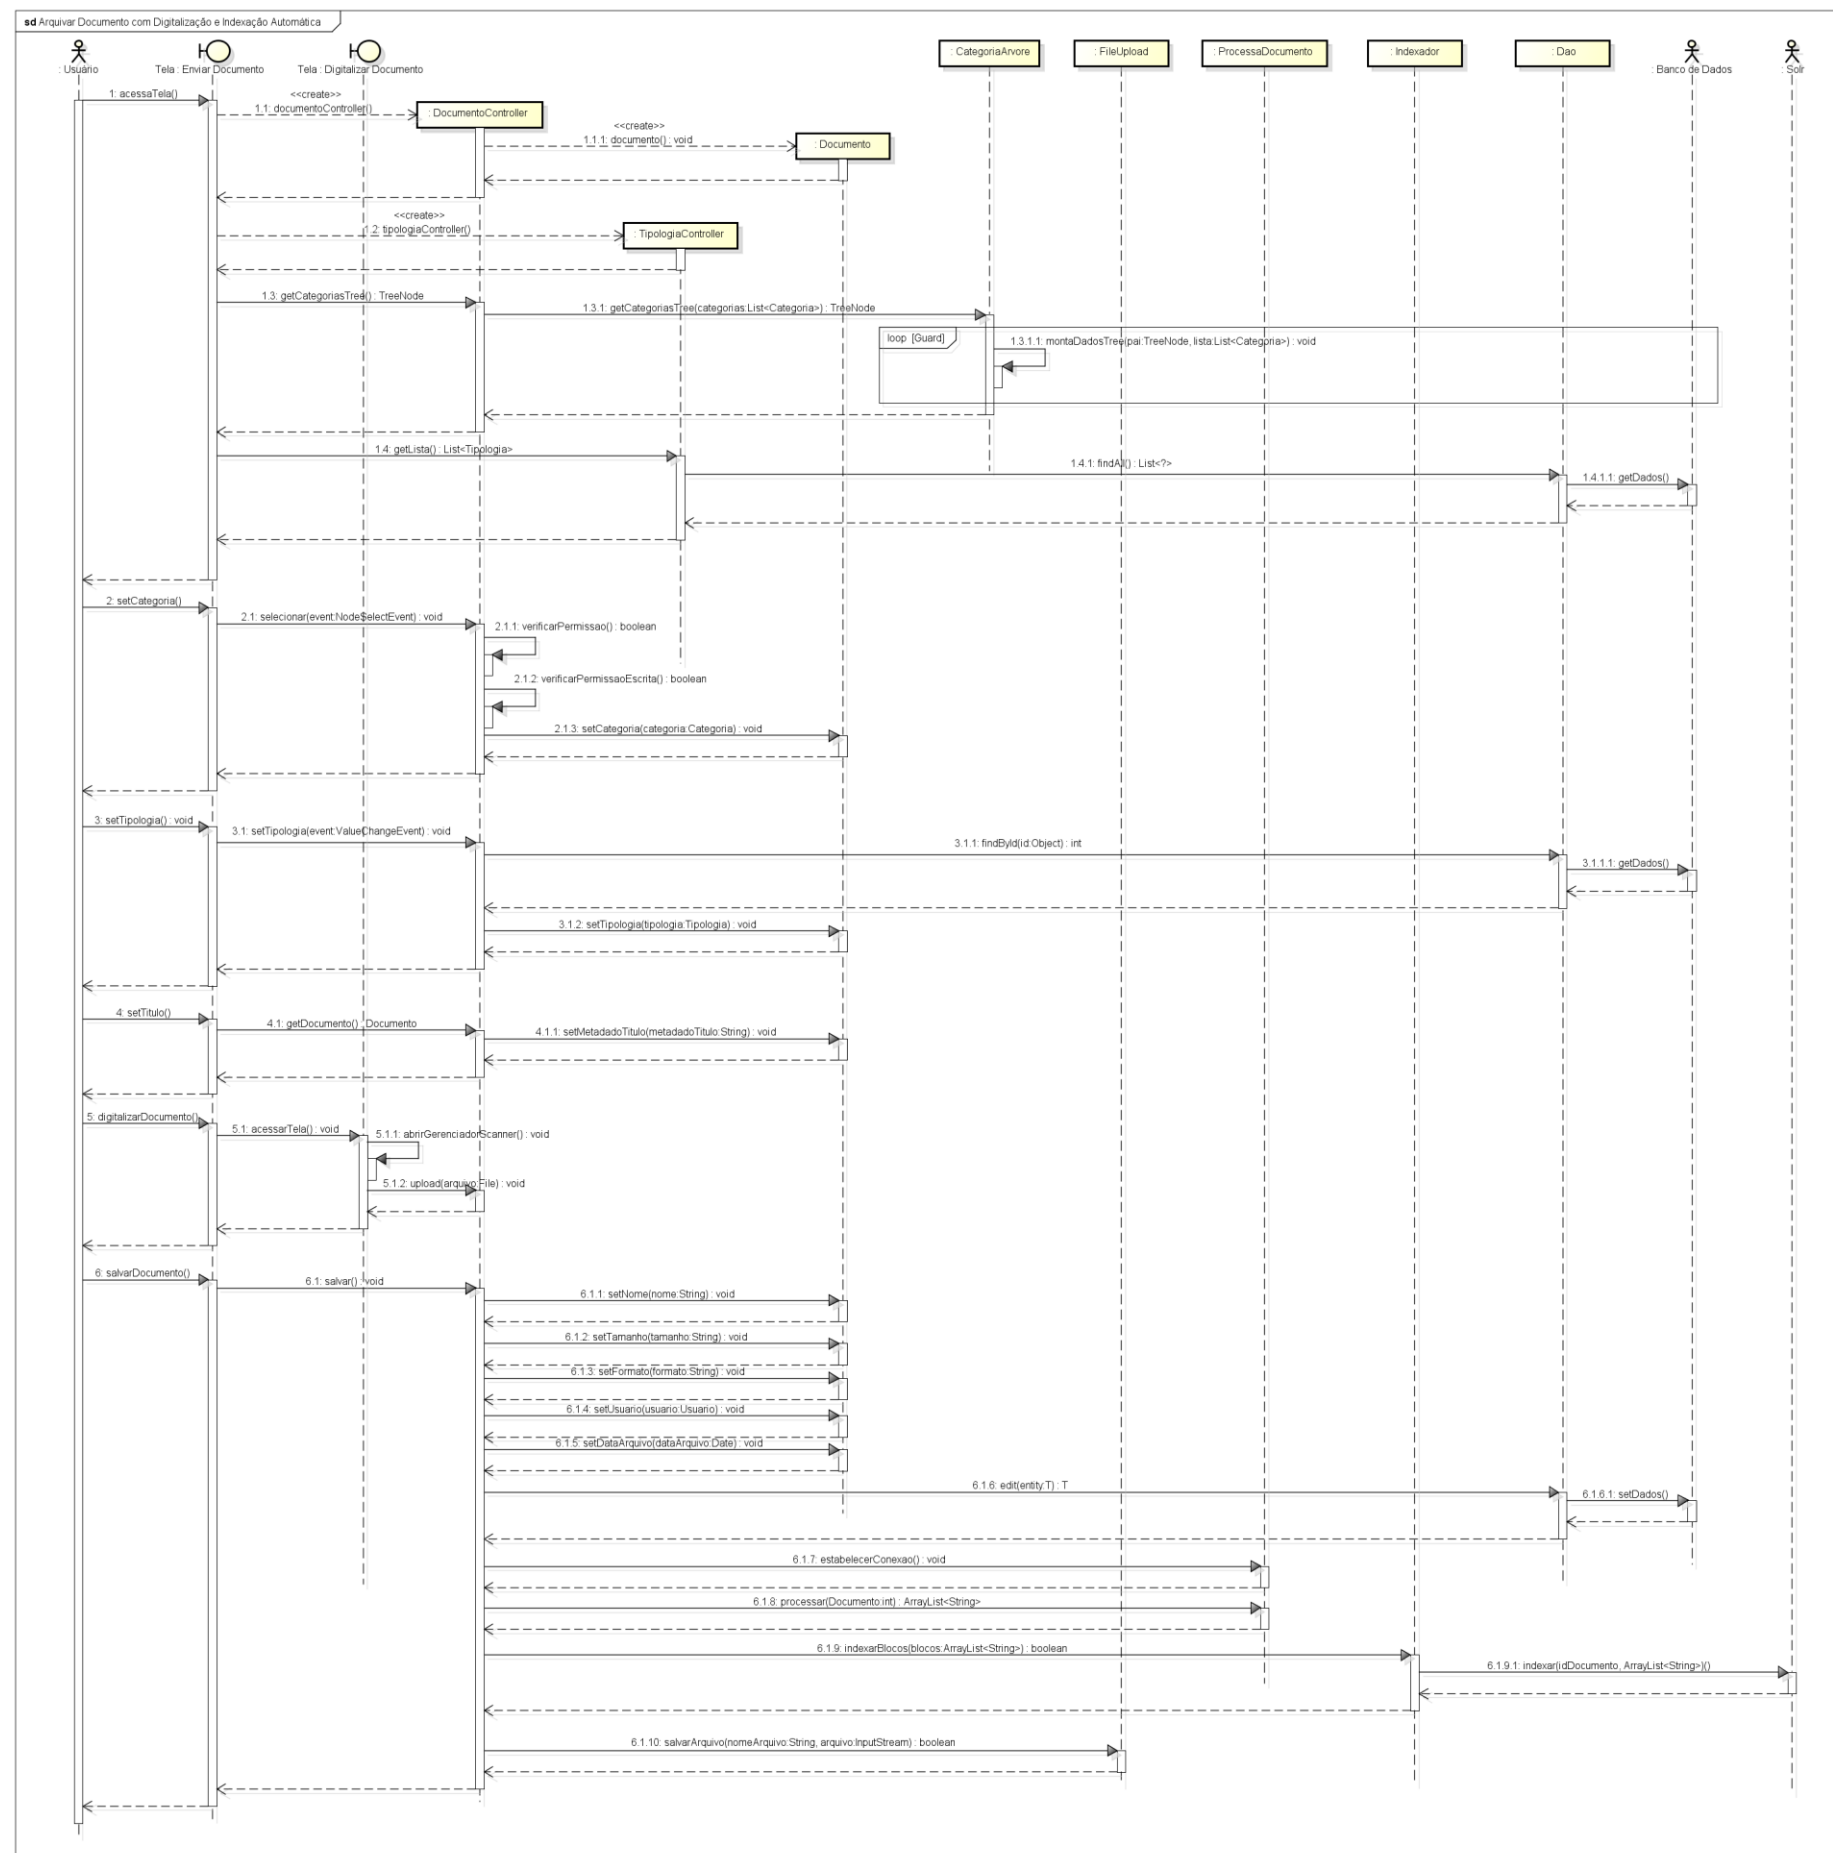 sd Arquivar Documento com Digitalização e Indexação Automática
: Usuário
Tela : Enviar Documento
Tela : Digitalizar Documento
: CategoriaArvore
: FileUpload
: ProcessaDocumento
: Indexador
: Dao
: Banco de Dados
: Solr
1: acessaTela()
<<create>>
1.1: documentoController()
: DocumentoController
<<create>>
1.1.1: documento() : void
: Documento
<<create>>
1.2: tipologiaController()
: TipologiaController
1.3: getCategoriasTree() : TreeNode
1.3.1: getCategoriasTree(categorias:List<Categoria>) : TreeNode
loop [Guard]
1.3.1.1: montaDadosTree(pai:TreeNode, lista:List<Categoria>) : void
1.4: getLista() : List<Tipologia>
1.4.1: findAll() : List<?>
1.4.1.1: getDados()
2: setCategoria()
2.1: selecionar(event:NodeSelectEvent) : void
2.1.1: verificarPermissao() : boolean
2.1.2: verificarPermissaoEscrita() : boolean
2.1.3: setCategoria(categoria:Categoria) : void
3: setTipologia() : void
3.1: setTipologia(event:ValueChangeEvent) : void
3.1.1: findById(id:Object) : int
3.1.1.1: getDados()
3.1.2: setTipologia(tipologia:Tipologia) : void
4: setTitulo()
4.1: getDocumento() : Documento
4.1.1: setMetadadoTitulo(metadadoTitulo:String) : void
5: digitalizarDocumento()
5.1: acessarTela() : void
5.1.1: abrirGerenciadorScanner() : void
5.1.2: upload(arquivo:File) : void
6: salvarDocumento()
6.1: salvar() : void
6.1.1: setNome(nome:String) : void
6.1.2: setTamanho(tamanho:String) : void
6.1.3: setFormato(formato:String) : void
6.1.4: setUsuario(usuario:Usuario) : void
6.1.5: setDataArquivo(dataArquivo:Date) : void
6.1.6: edit(entity:T) : T
6.1.6.1: setDados()
6.1.7: estabelecerConexao() : void
6.1.8: processar(Documento:int) : ArrayList<String>
6.1.9: indexarBlocos(blocos:ArrayList<String>) : boolean
6.1.9.1: indexar(idDocumento, ArrayList<String>)()
6.1.10: salvarArquivo(nomeArquivo:String, arquivo:InputStream) : boolean